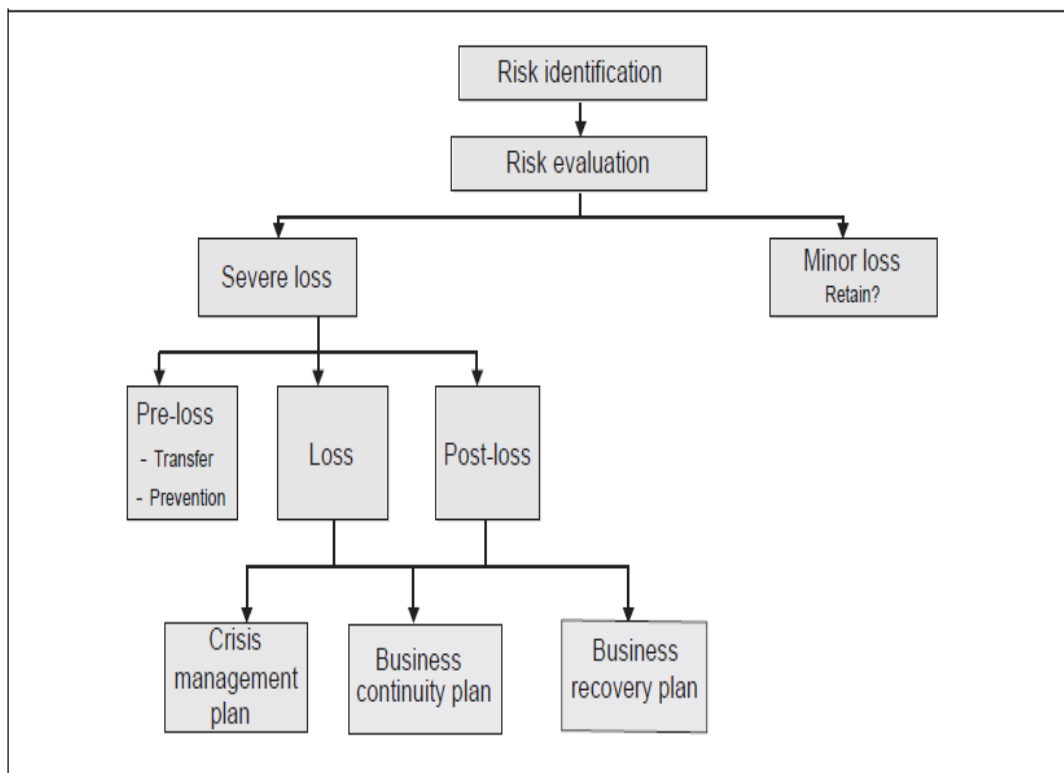 Risk identification
Risk evaluation
Severe loss
Minor loss
Retain?
Pre-loss
- Transfer
- Prevention
Loss
Post-loss
Crisis
management
plan
Business
continuity plan
Business
recovery plan